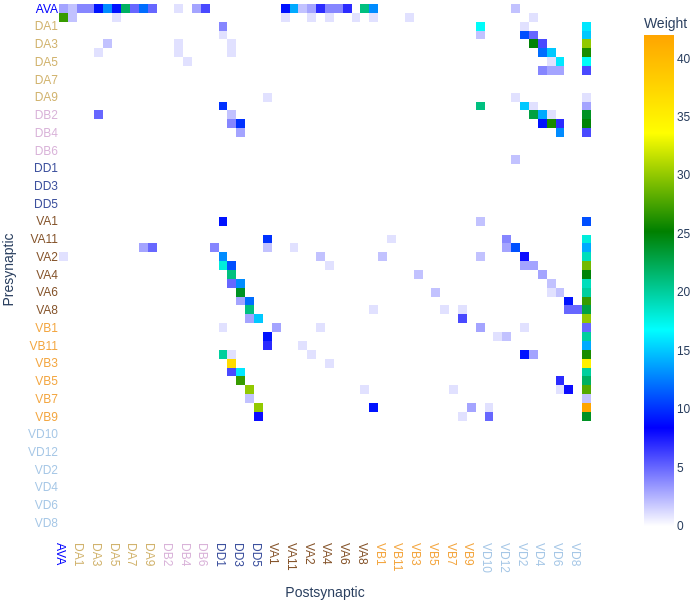 Weight
AVA
DA1
DA3
DA5
DA7
DA9
DB2
DB4
DB6
DD1
DD3
DD5
VA1
VA11
VA2
VA4
VA6
VA8
VB1
VB11
VB3
VB5
VB7
VB9
VD10
VD12
VD2
VD4
VD6
VD8
Presynaptic
40
35
30
25
20
15
10
5
0
AVA
DA1
DA3
DA5
DA7
DA9
DB2
DB4
DB6
DD1
DD3
DD5
VA1
VA11
VA2
VA4
VA6
VA8
VB1
VB11
VB3
VB5
VB7
VB9
VD10
VD12
VD2
VD4
VD6
VD8
Postsynaptic